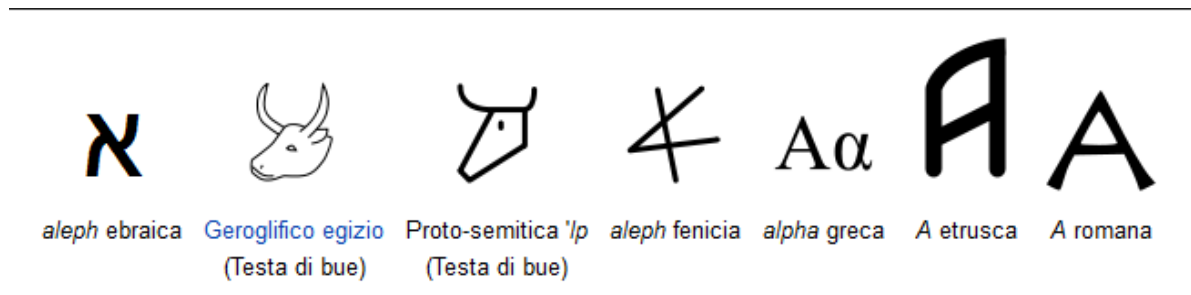 א Aα A A
aleph ebraica Geroglifico egizio Proto-semitica 'lp aleph fenicia alpha greca A etrusca A romana
(Testa di bue) (Testa di bue)